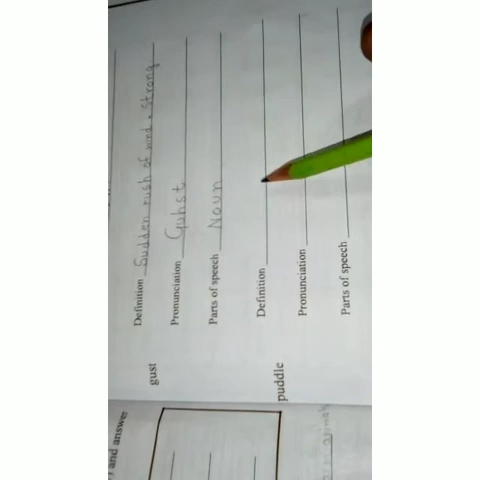 gust
Definition Sudden rush of wind. Strong
Pronunciation Guhst
Parts of speech Noun
puddle
Definition
Pronunciation
Parts of speech
and answer